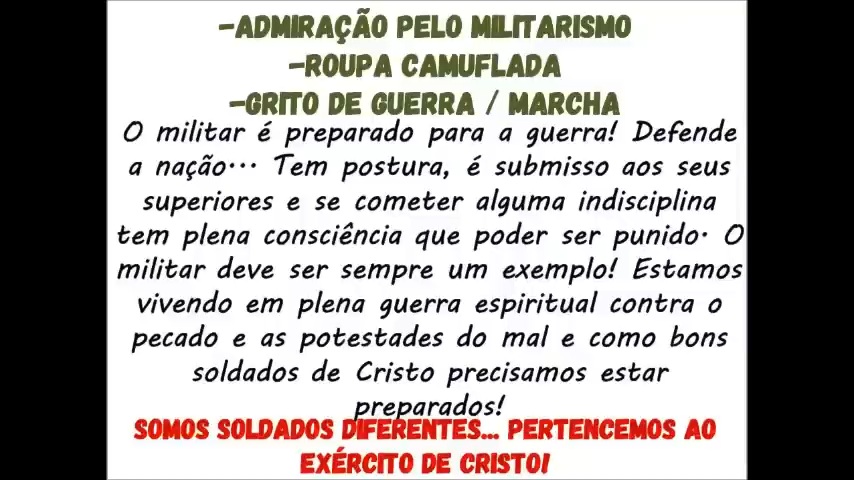 -ADMIRAÇÃO PELO MILITARISMO
-ROUPA CAMUFLADA
-GRITO DE GUERRA / MARCHA
O militar é preparado para a guerra! Defende
a nação... Tem postura, é submisso aos seus
superiores e se cometer alguma indisciplina
tem plena consciência que poder ser punido. O
militar deve ser sempre um exemplo! Estamos
vivendo em plena guerra espiritual contra o
pecado e as potestades do mal e como bons
soldados de Cristo precisamos estar
preparados!
SOMOS SOLDADOS DIFERENTES... PERTENCEMOS AO
EXÉRCITO DE CRISTO!